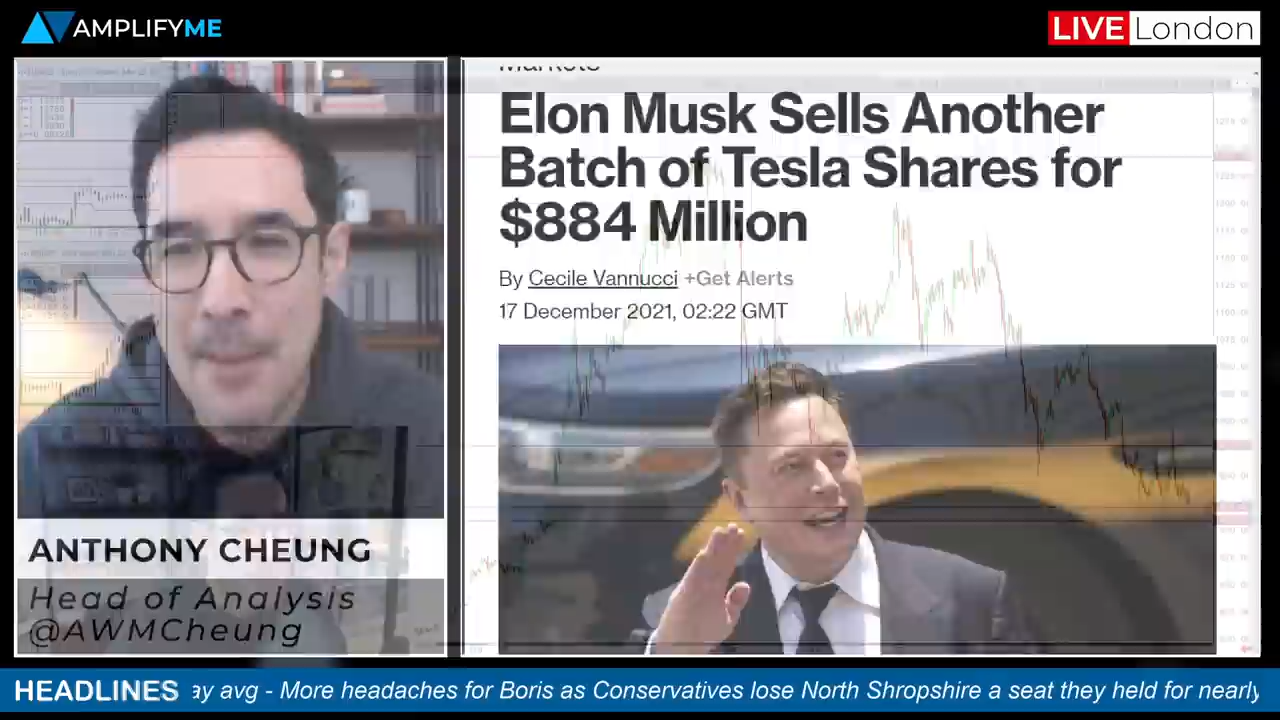 AMPLIFYME
LIVE London
Markets
Elon Musk Sells Another
Batch of Tesla Shares for
$884 Million
By Cecile Vannucci +Get Alerts
17 December 2021, 02:22 GMT
ANTHONY CHEUNG
Head of Analysis
@AWMCheung
HEADLINES ay avg - More headaches for Boris as Conservatives lose North Shropshire a seat they held for nearly